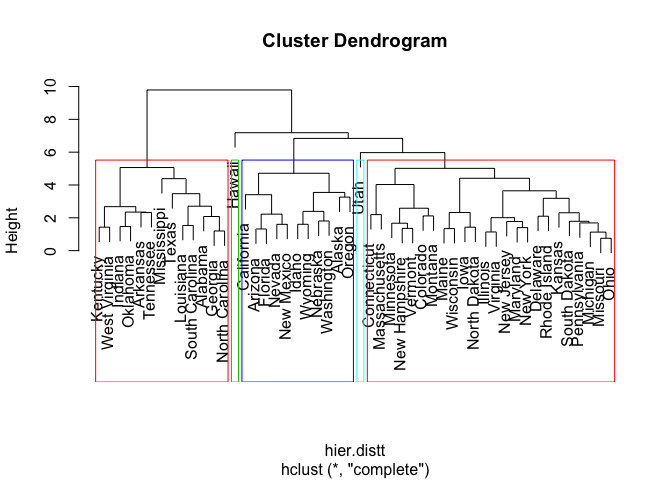 Cluster Dendrogram
Height
0
2
4
6
8
10
Kentucky
West Virginia
Indiana
Oklahoma
Arkansas
Tennessee
Mississippi
Texas
Louisiana
South Carolina
Alabama
Georgia
North Carolina
Hawaii
California
Arizona
Florida
Nevada
New Mexico
Idaho
Wyoming
Nebraska
Washington
Alaska
Oregon
Utah
Connecticut
Massachusetts
Minnesota
New Hampshire
Vermont
Colorado
Montana
Maine
Wisconsin
Iowa
North Dakota
Illinois
Virginia
New Jersey
Maryland
New York
Delaware
Rhode Island
Kansas
South Dakota
Pennsylvania
Michigan
Missouri
Ohio
hier.distt
hclust (*, "complete")